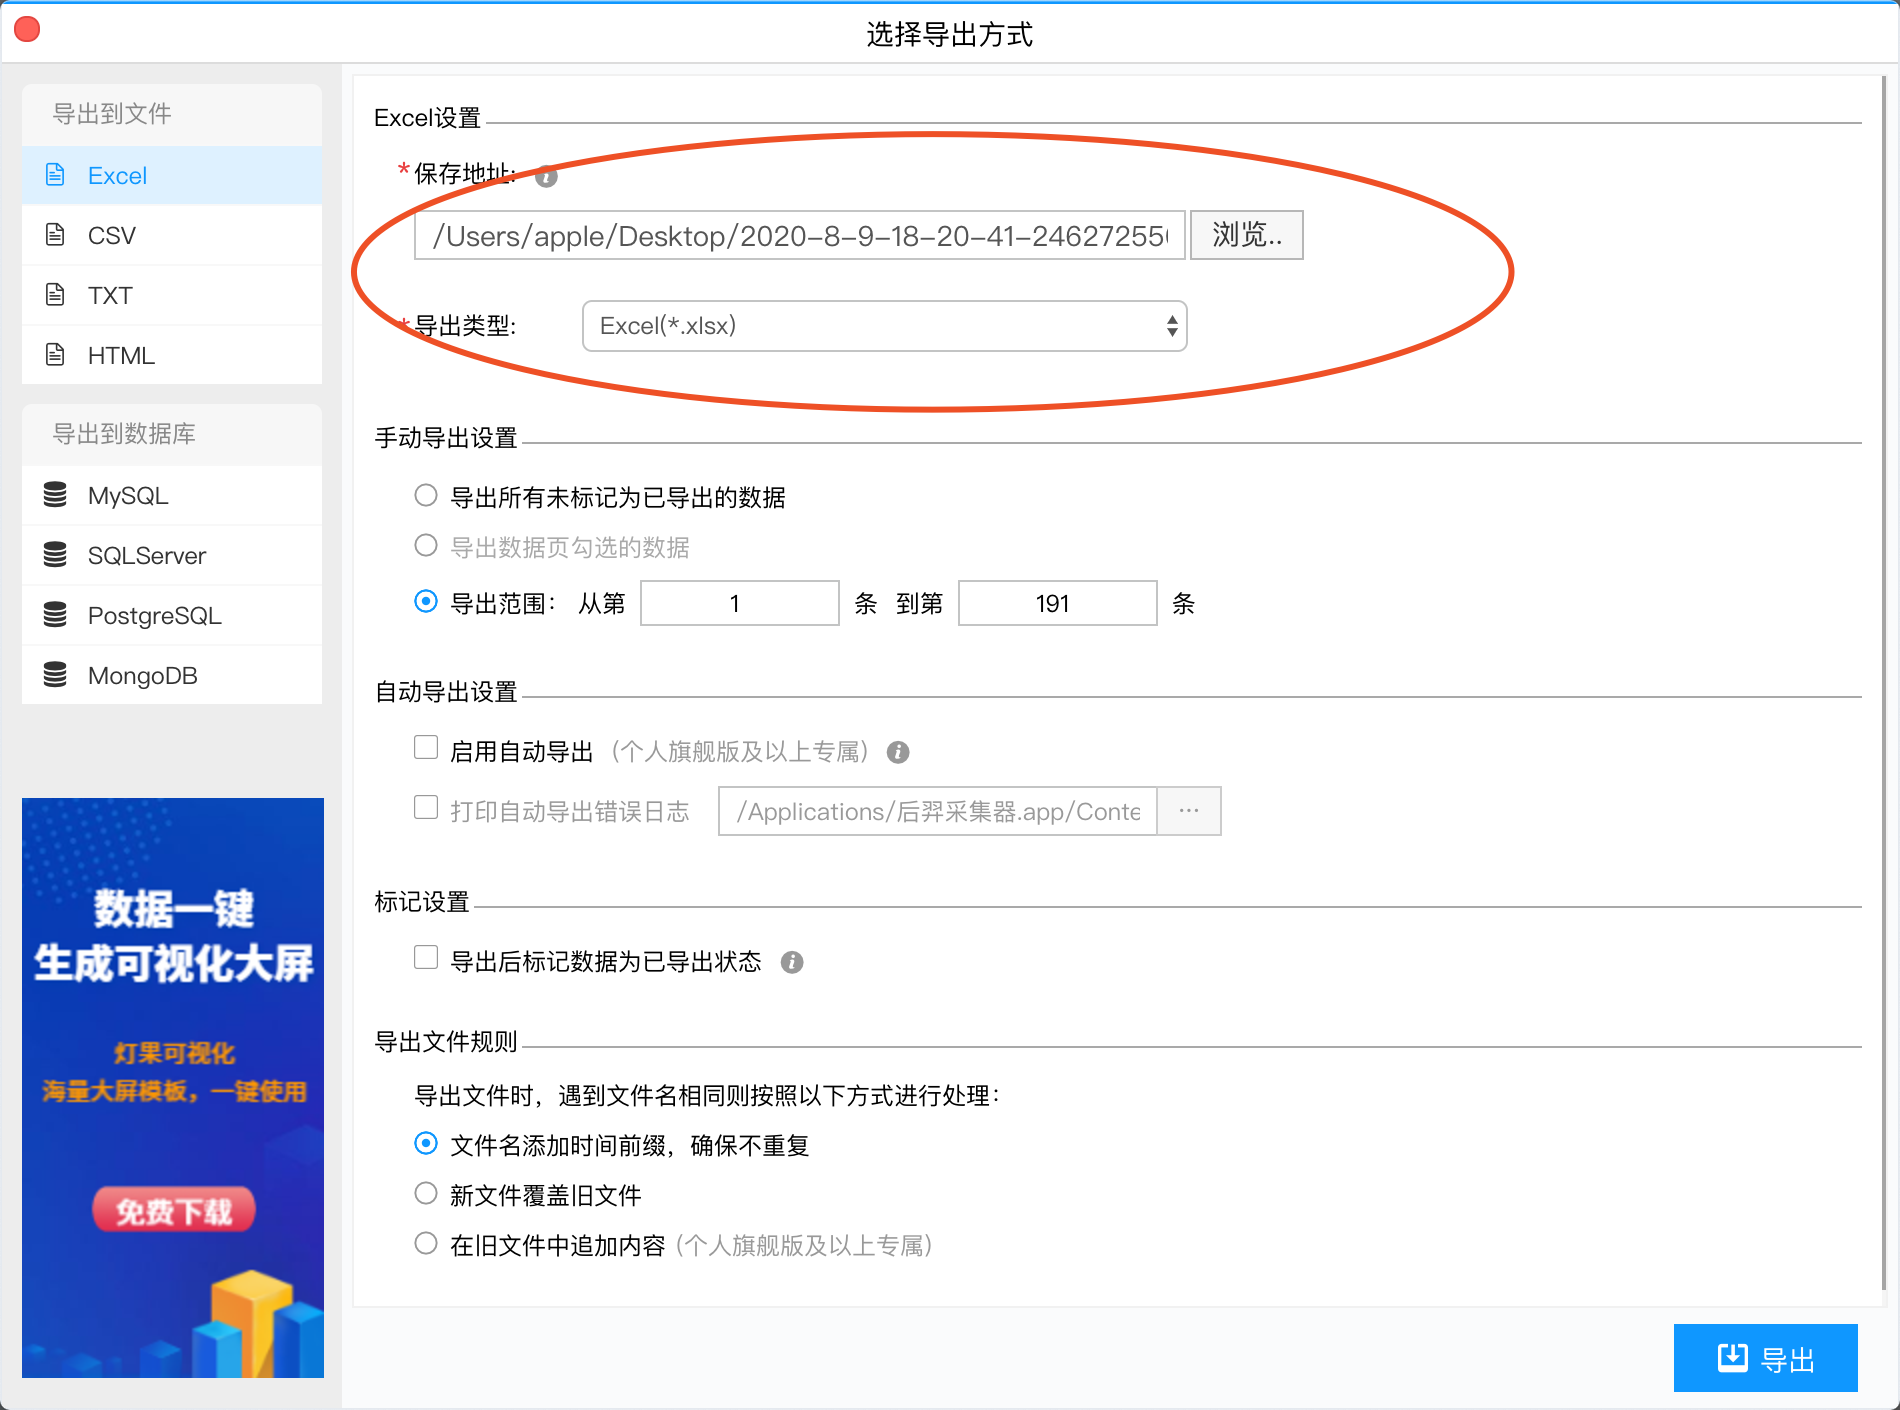 选择导出方式
导出到文件
Excel
CSV
TXT
HTML
导出到数据库
MySQL
SQLServer
PostgreSQL
MongoDB
数据一键
生成可视化大屏
灯果可视化
海量大屏模板，一键使用
免费下载
Excel设置
*保存地址:
/Users/apple/Desktop/2020-8-9-18-20-41-24627255 浏览..
*导出类型: Excel(*.xlsx)
手动导出设置
导出所有未标记为已导出的数据
导出数据页勾选的数据
导出范围： 从第 1 条 到第 191 条
自动导出设置
启用自动导出 （个人旗舰版及以上专属）
打印自动导出错误日志 /Applications/后羿采集器.app/Conte ...
标记设置
导出后标记数据为已导出状态
导出文件规则
导出文件时，遇到文件名相同则按照以下方式进行处理：
文件名添加时间前缀，确保不重复
新文件覆盖旧文件
在旧文件中追加内容（个人旗舰版及以上专属）
导出